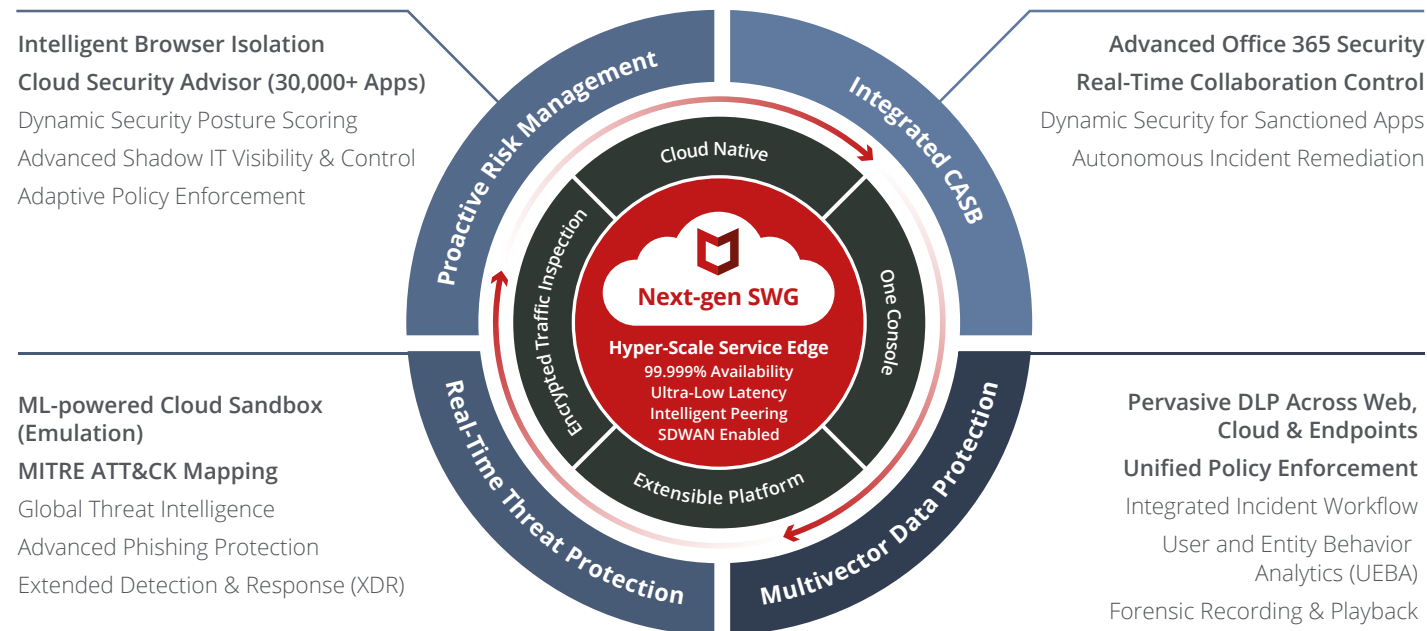 Intelligent Browser Isolation
Cloud Security Advisor (30,000+ Apps)
Dynamic Security Posture Scoring
Advanced Shadow IT Visibility & Control
Adaptive Policy Enforcement
Proactive Risk Management
Integrated CASB
Advanced Office 365 Security
Real-Time Collaboration Control
Dynamic Security for Sanctioned Apps
Autonomous Incident Remediation
Cloud Native
Encrypted Traffic Inspection
One Console
Extensible Platform
Next-gen SWG
Hyper-Scale Service Edge
99.999% Availability
Ultra-Low Latency
Intelligent Peering
SDWAN Enabled
ML-powered Cloud Sandbox
(Emulation)
MITRE ATT&CK Mapping
Global Threat Intelligence
Advanced Phishing Protection
Extended Detection & Response (XDR)
Real-Time Threat Protection
Multivector Data Protection
Pervasive DLP Across Web,
Cloud & Endpoints
Unified Policy Enforcement
Integrated Incident Workflow
User and Entity Behavior
Analytics (UEBA)
Forensic Recording & Playback